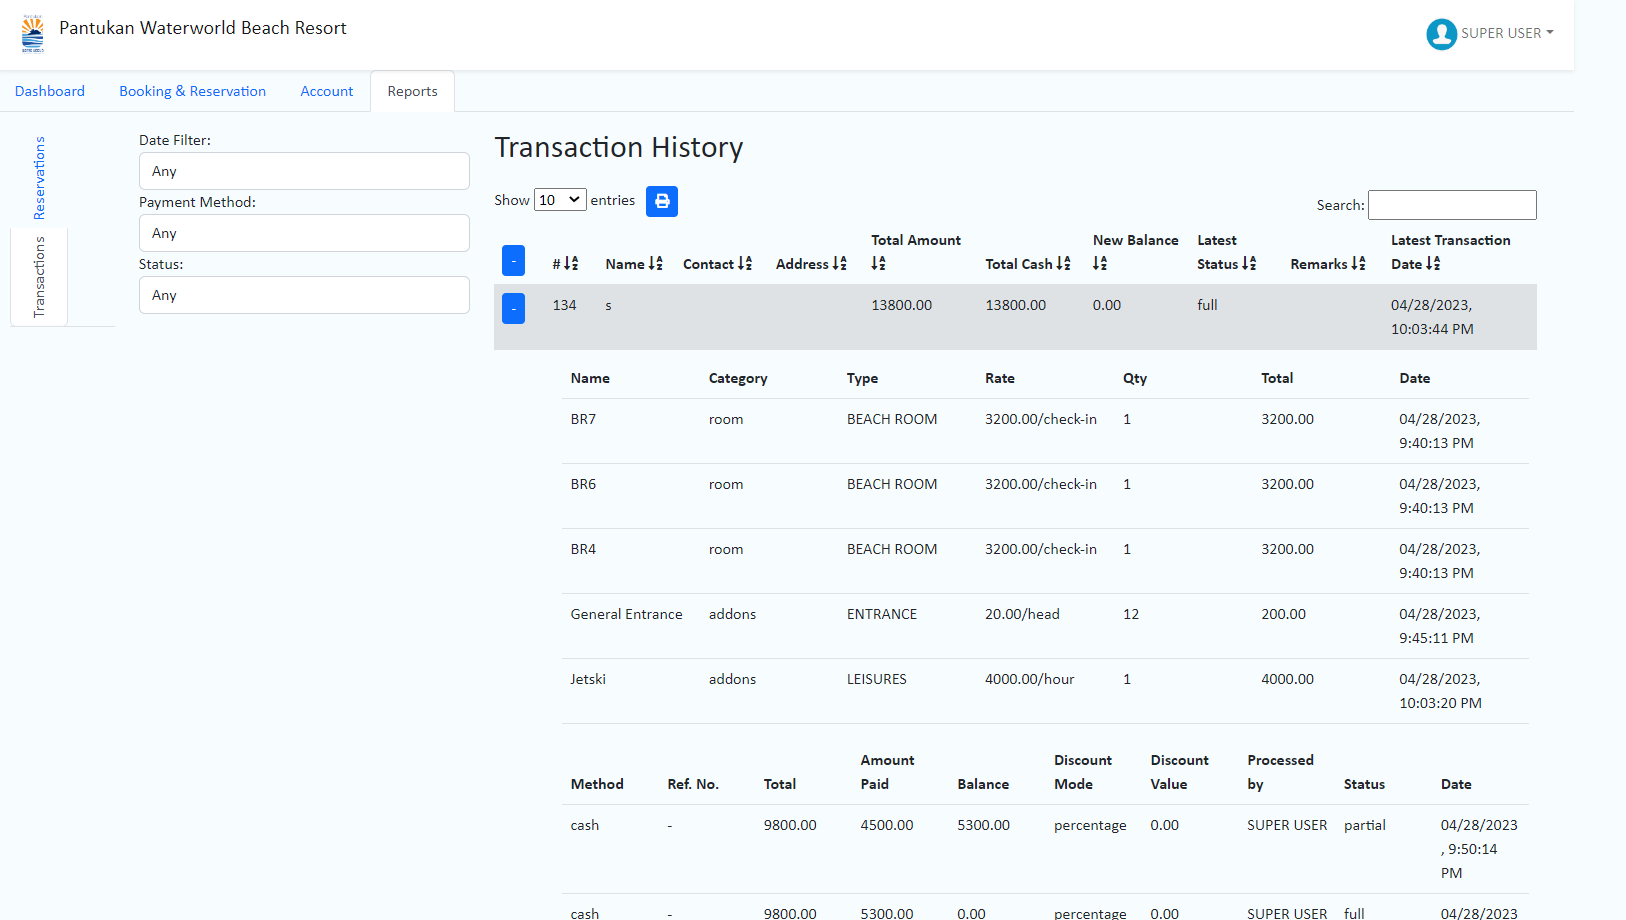 Pantukan Waterworld Beach Resort
SUPER USER
Dashboard
Booking & Reservation
Account
Reports
Reservations
Transactions
Date Filter:
Any
Payment Method:
Any
Status:
Any
Transaction History
Show 10 entries
Search:
- # Name Contact Address Total Amount Total Cash New Balance Latest Status Remarks Latest Transaction Date
- 134 s 13800.00 13800.00 0.00 full 04/28/2023, 10:03:44 PM
Name Category Type Rate Qty Total Date
BR7 room BEACH ROOM 3200.00/check-in 1 3200.00 04/28/2023, 9:40:13 PM
BR6 room BEACH ROOM 3200.00/check-in 1 3200.00 04/28/2023, 9:40:13 PM
BR4 room BEACH ROOM 3200.00/check-in 1 3200.00 04/28/2023, 9:40:13 PM
General Entrance addons ENTRANCE 20.00/head 12 200.00 04/28/2023, 9:45:11 PM
Jetski addons LEISURES 4000.00/hour 1 4000.00 04/28/2023, 10:03:20 PM
Method Ref. No. Total Amount Paid Balance Discount Mode Discount Value Processed by Status Date
cash - 9800.00 4500.00 5300.00 percentage 0.00 SUPER USER partial 04/28/2023 , 9:50:14 PM
cash - 9800.00 5300.00 0.00 percentage 0.00 SUPER USER full 04/28/2023